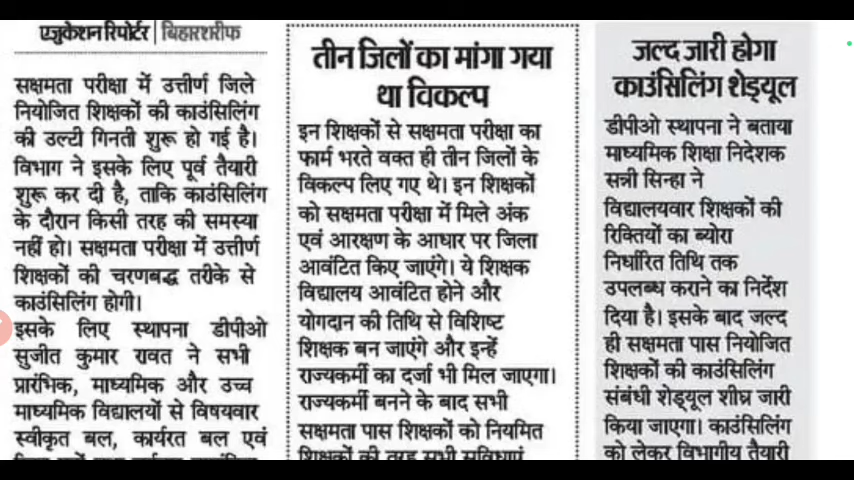 एजुकेशन रिपोर्टर | बिहारशरीफ
सक्षमता परीक्षा में उत्तीर्ण जिले
नियोजित शिक्षकों की काउंसिलिंग
की उल्टी गिनती शुरू हो गई है।
विभाग ने इसके लिए पूर्व तैयारी
शुरू कर दी है, ताकि काउंसिलिंग
के दौरान किसी तरह की समस्या
नहीं हो। सक्षमता परीक्षा में उत्तीर्ण
शिक्षकों की चरणबद्ध तरीके से
काउंसिलिंग होगी।
इसके लिए स्थापना डीपीओ
सुजीत कुमार रावत ने सभी
प्रारंभिक, माध्यमिक और उच्च
माध्यमिक विद्यालयों से विषयवार
स्वीकृत बल, कार्यरत बल एवं
तीन जिलों का मांगा गया
था विकल्प
इन शिक्षकों से सक्षमता परीक्षा का
फार्म भरते वक्त ही तीन जिलों के
विकल्प लिए गए थे। इन शिक्षकों
को सक्षमता परीक्षा में मिले अंक
एवं आरक्षण के आधार पर जिला
आवंटित किए जाएंगे। ये शिक्षक
विद्यालय आवंटित होने और
योगदान की तिथि से विशिष्ट
शिक्षक बन जाएंगे और इन्हें
राज्यकर्मी का दर्जा भी मिल जाएगा।
राज्यकर्मी बनने के बाद सभी
सक्षमता पास शिक्षकों को नियमित
शिक्षकों की तरह सभी सुविधाएं
जल्द जारी होगा
काउंसिलिंग शेड्यूल
डीपीओ स्थापना ने बताया
माध्यमिक शिक्षा निदेशक
सन्नी सिन्हा ने
विद्यालयवार शिक्षकों की
रिक्तियों का ब्योरा
निर्धारित तिथि तक
उपलब्ध कराने का निर्देश
दिया है। इसके बाद जल्द
ही सक्षमता पास नियोजित
शिक्षकों की काउंसिलिंग
संबंधी शेड्यूल शीघ्र जारी
किया जाएगा। काउंसिलिंग
को लेकर विभागीय तैयारी